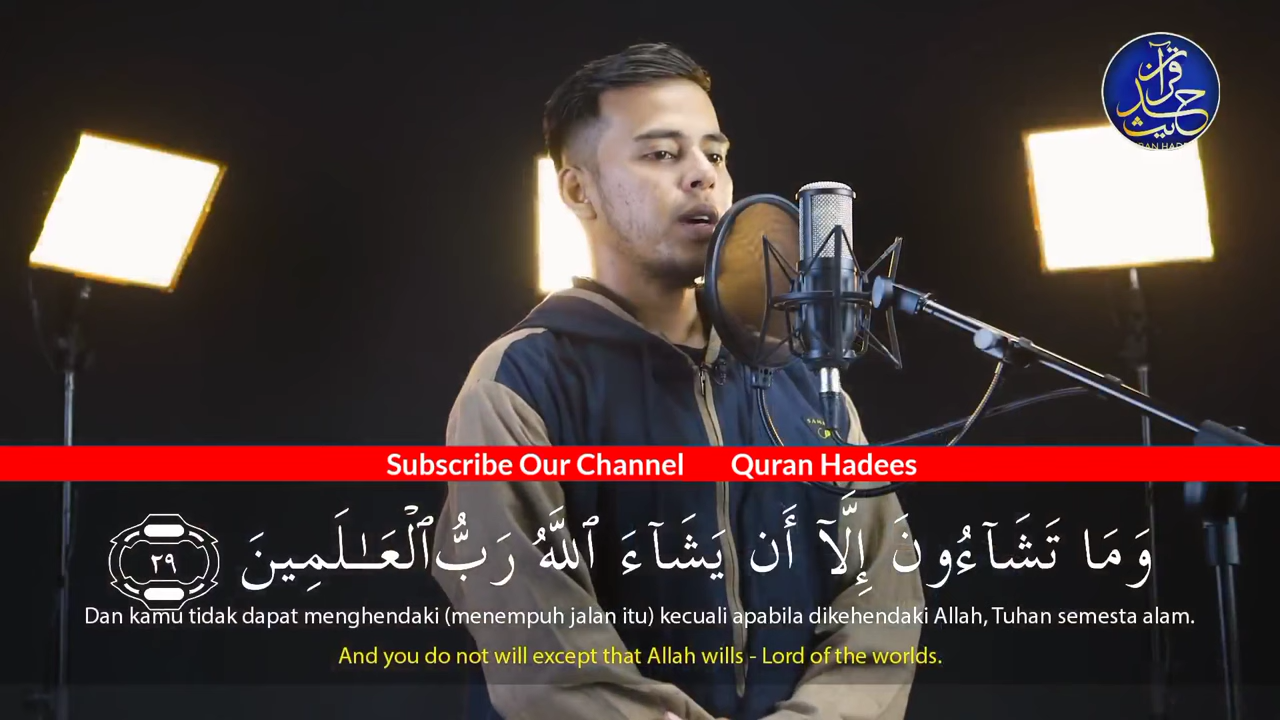 قرآن
حدیث
Subscribe Our Channel Quran Hadees
وَمَا تَشَآءُونَ إِلَّآ أَن يَشَآءَ ٱللَّهُ رَبُّ ٱلْعَـٰلَمِينَ ٢٩
Dan kamu tidak dapat menghendaki (menempuh jalan itu) kecuali apabila dikehendaki Allah, Tuhan semesta alam.
And you do not will except that Allah wills - Lord of the worlds.